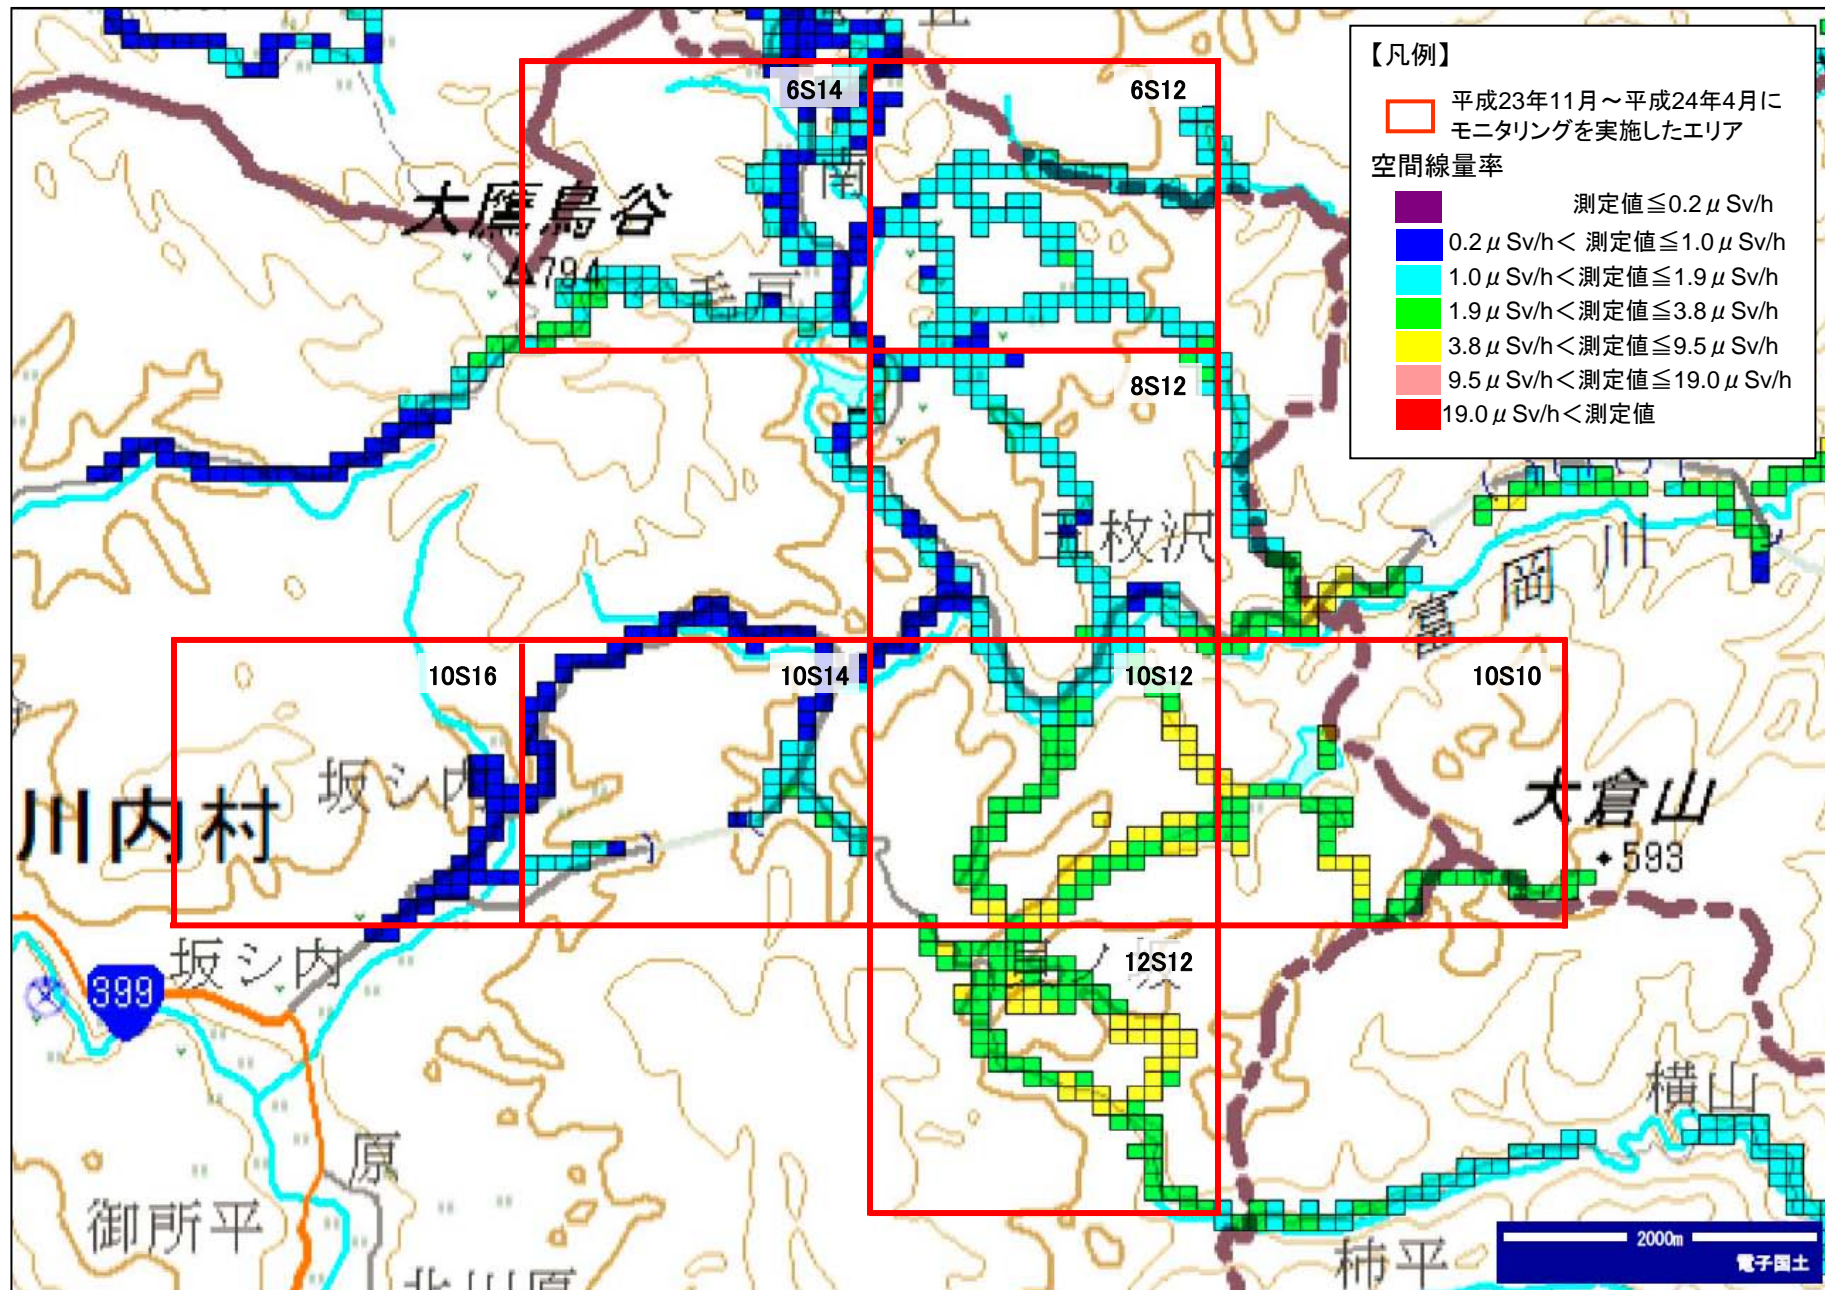 【凡例】
平成23年11月～平成24年4月に
モニタリングを実施したエリア
空間線量率
測定値≦0.2μSv/h
0.2μSv/h＜測定値≦1.0μSv/h
1.0μSv/h＜測定値≦1.9μSv/h
1.9μSv/h＜測定値≦3.8μSv/h
3.8μSv/h＜測定値≦9.5μSv/h
9.5μSv/h＜測定値≦19.0μSv/h
19.0μSv/h＜測定値
6S14
6S12
大鷹鳥谷
794
8S12
枚沢
富岡川
10S16
10S14
10S12
10S10
坂シ内
川内村
大倉山
593
坂シ内
399
12S12
横山
原
御所平
柿平
2000m
電子国土